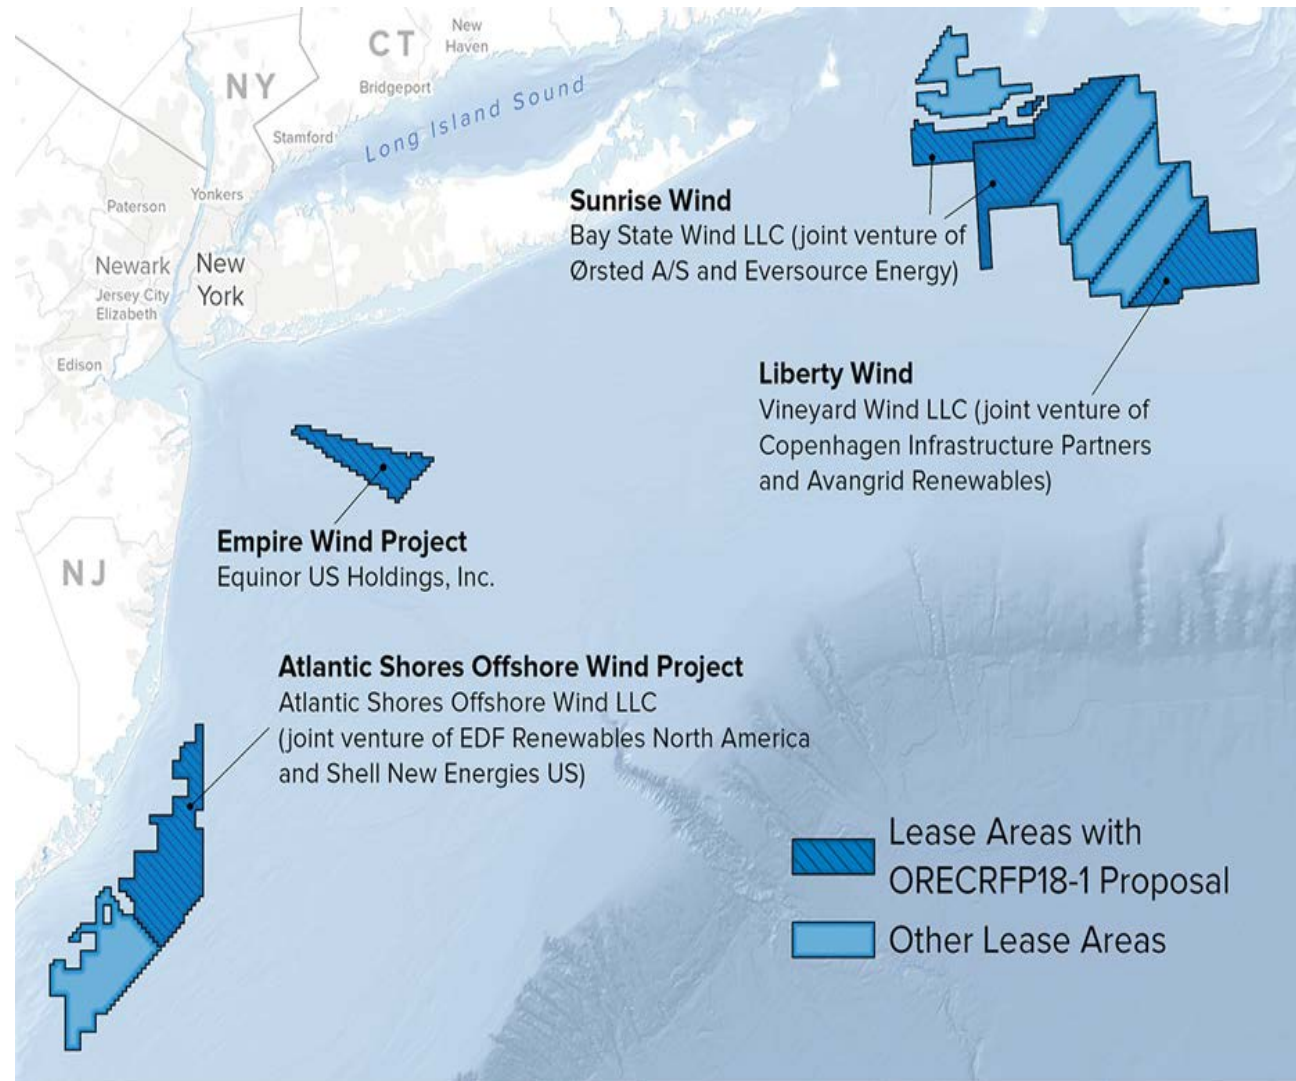 New
Haven
CT
NY
Bridgeport
Long Island Sound
Stamford
Yonkers
Paterson
Newark
New
York
Jersey City
Elizabeth
Edison
NJ
Sunrise Wind
Bay State Wind LLC (joint venture of
Ørsted A/S and Eversource Energy)
Liberty Wind
Vineyard Wind LLC (joint venture of
Copenhagen Infrastructure Partners
and Avangrid Renewables)
Empire Wind Project
Equinor US Holdings, Inc.
Atlantic Shores Offshore Wind Project
Atlantic Shores Offshore Wind LLC
(joint venture of EDF Renewables North America
and Shell New Energies US)
Lease Areas with
ORECRFP18-1 Proposal
Other Lease Areas